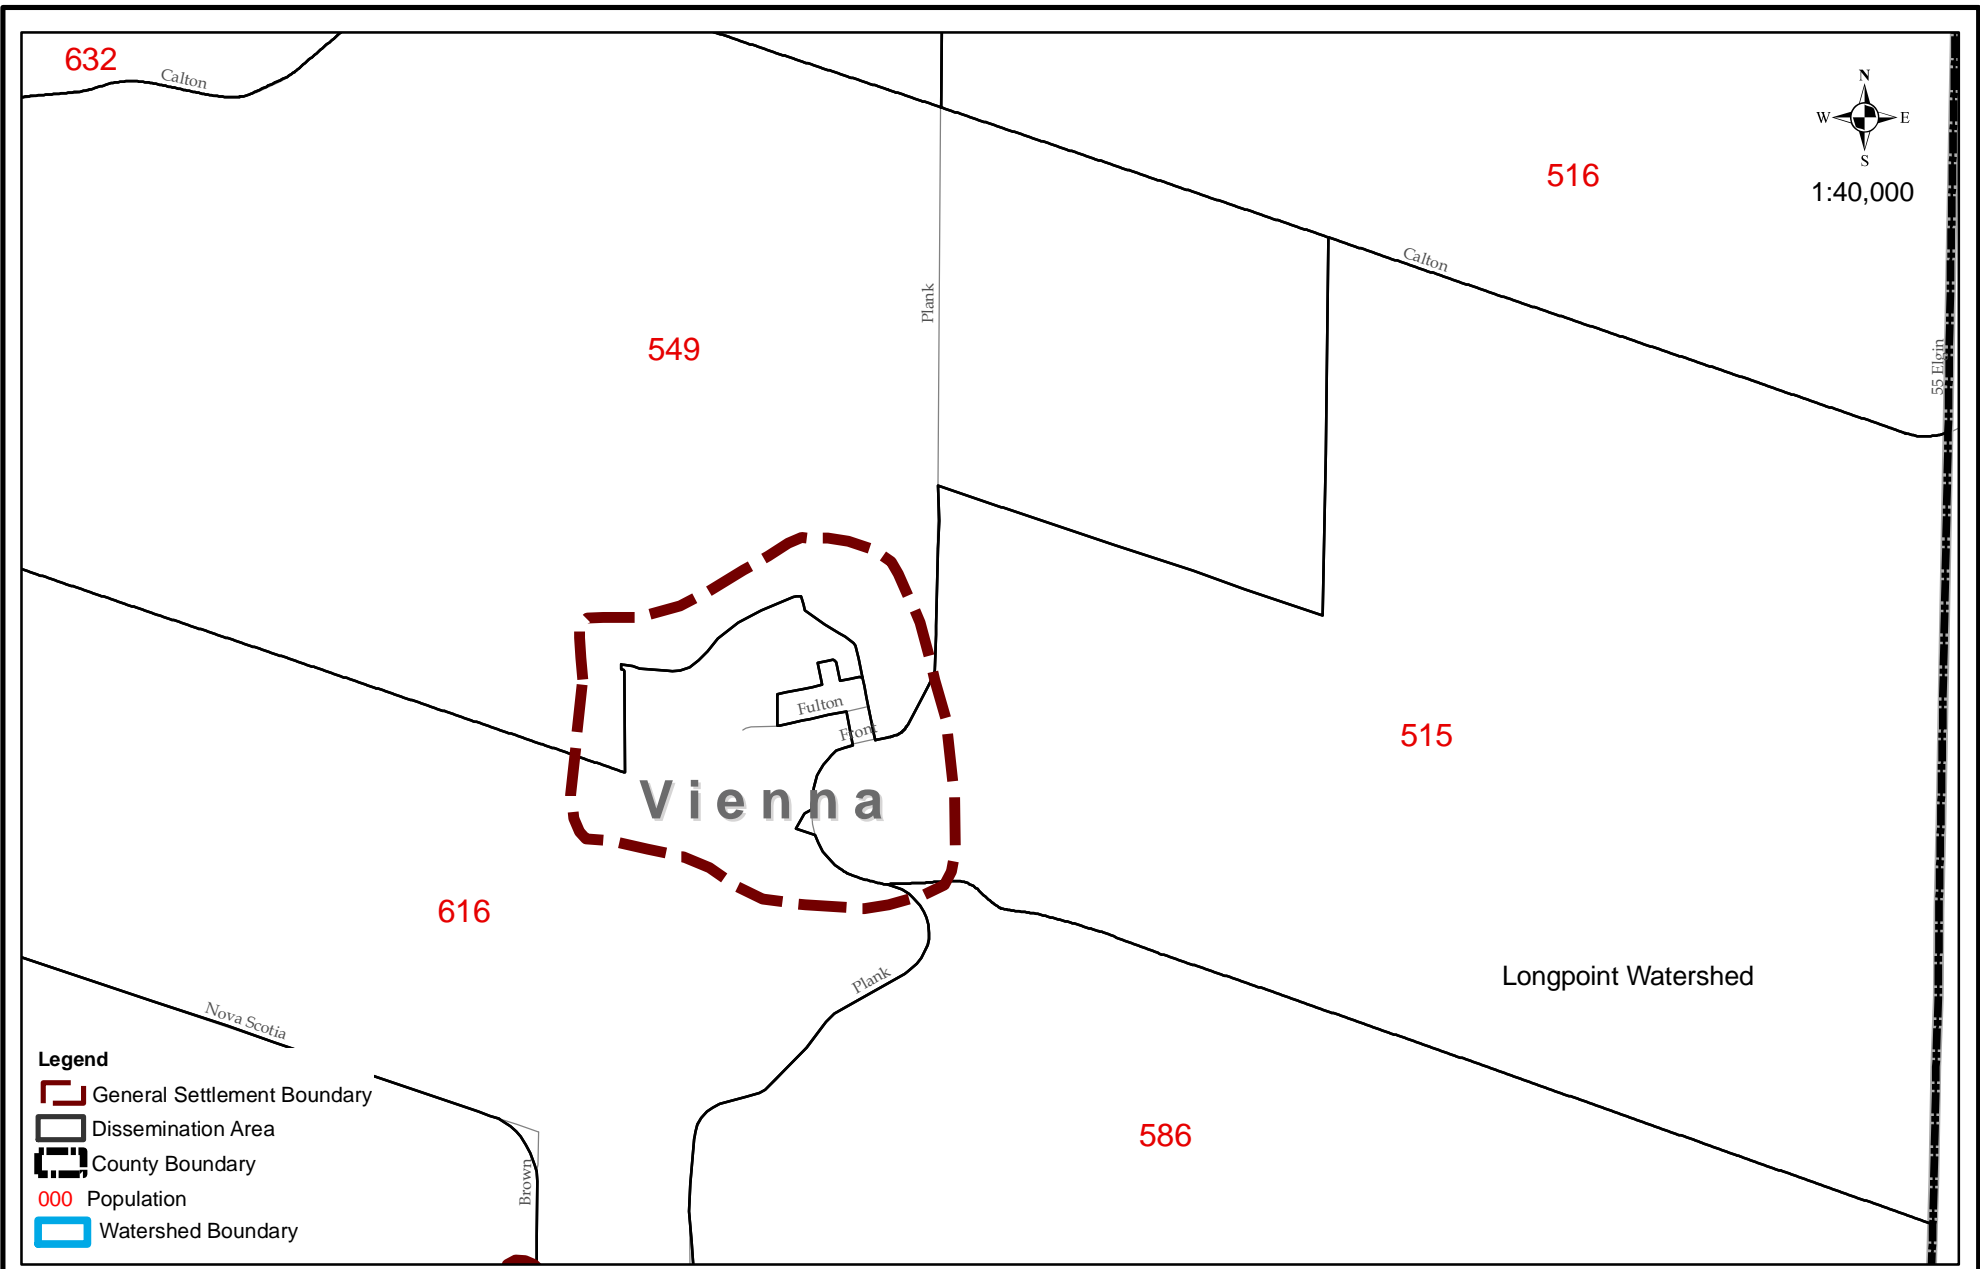 632
Calton
N
W E
S
516
1:40,000
Calton
Plank
549
55 Elgin
Fulton
Front
515
Vienna
616
Plank
Longpoint Watershed
Nova Scotia
586
Brown
Legend
General Settlement Boundary
Dissemination Area
County Boundary
000 Population
Watershed Boundary